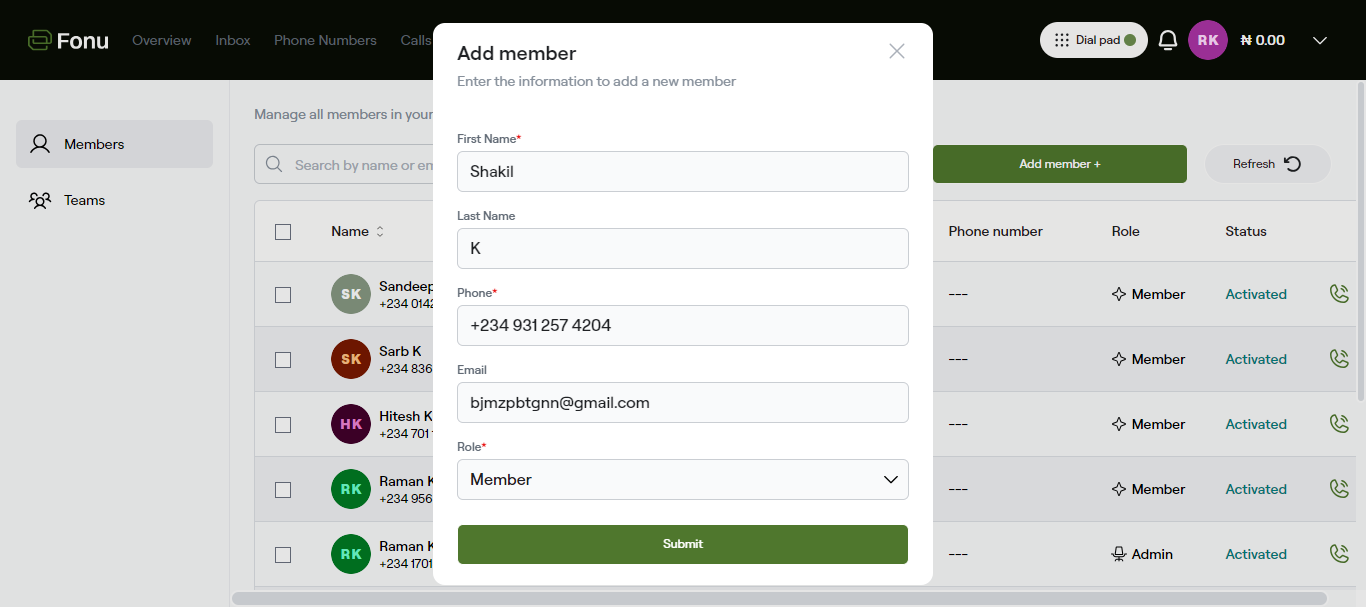 Fonu Overview Inbox Phone Numbers Calls Dial pad RK ₦ 0.00
Members
Teams
Manage all members in your
Search by name or em
Add member +
Refresh
Name Phone number Role Status
SK Sandeep --- Member Activated
+234 0142
SK Sarb K --- Member Activated
+234 836
HK Hitesh K --- Member Activated
+234 701
RK Raman K --- Member Activated
+234 956
RK Raman K --- Admin Activated
+234 1701
Add member
Enter the information to add a new member
First Name*
Shakil
Last Name
K
Phone*
+234 931 257 4204
Email
bjmzpbtgnn@gmail.com
Role*
Member
Submit